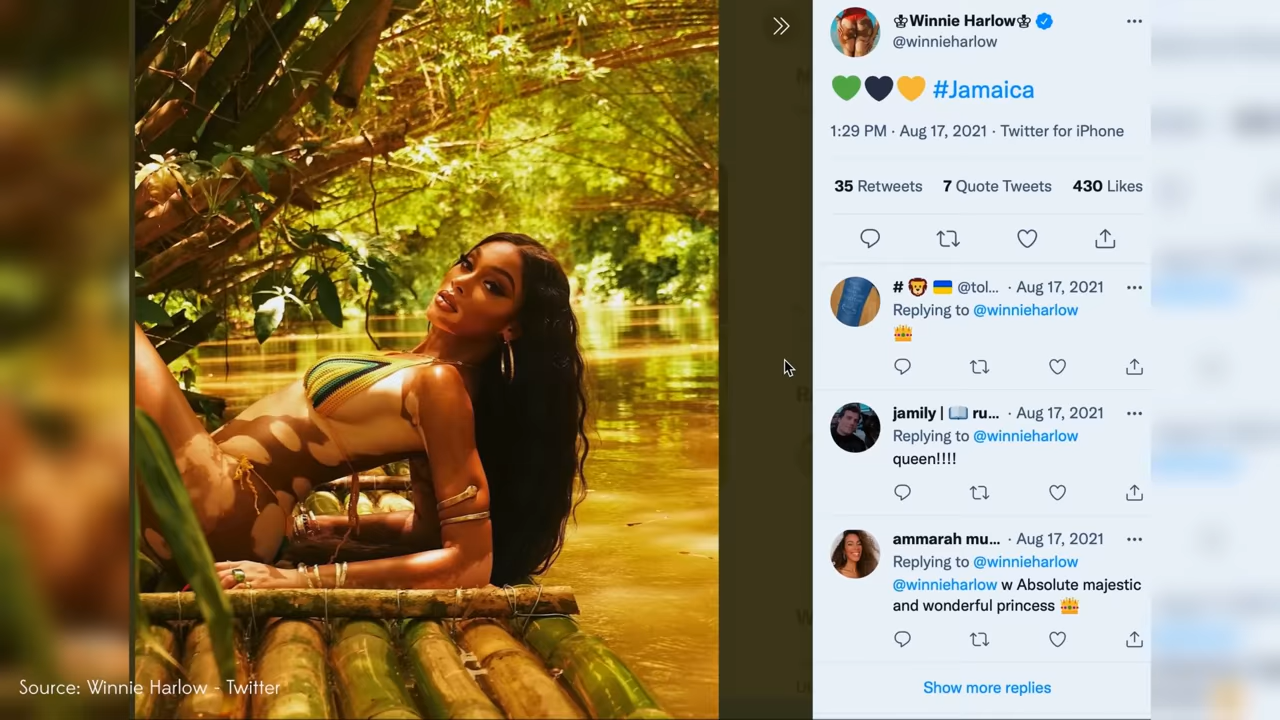 ♔Winnie Harlow♔
@winnieharlow
💚🖤💛 #Jamaica
1:29 PM · Aug 17, 2021 · Twitter for iPhone
35 Retweets 7 Quote Tweets 430 Likes
# 🦁 🇺🇦 @tol... · Aug 17, 2021
Replying to @winnieharlow
👑
jamily | 📖 ru... · Aug 17, 2021
Replying to @winnieharlow
queen!!!!
ammarah mu... · Aug 17, 2021
Replying to @winnieharlow
@winnieharlow w Absolute majestic
and wonderful princess 👑
Show more replies
Source: Winnie Harlow - Twitter